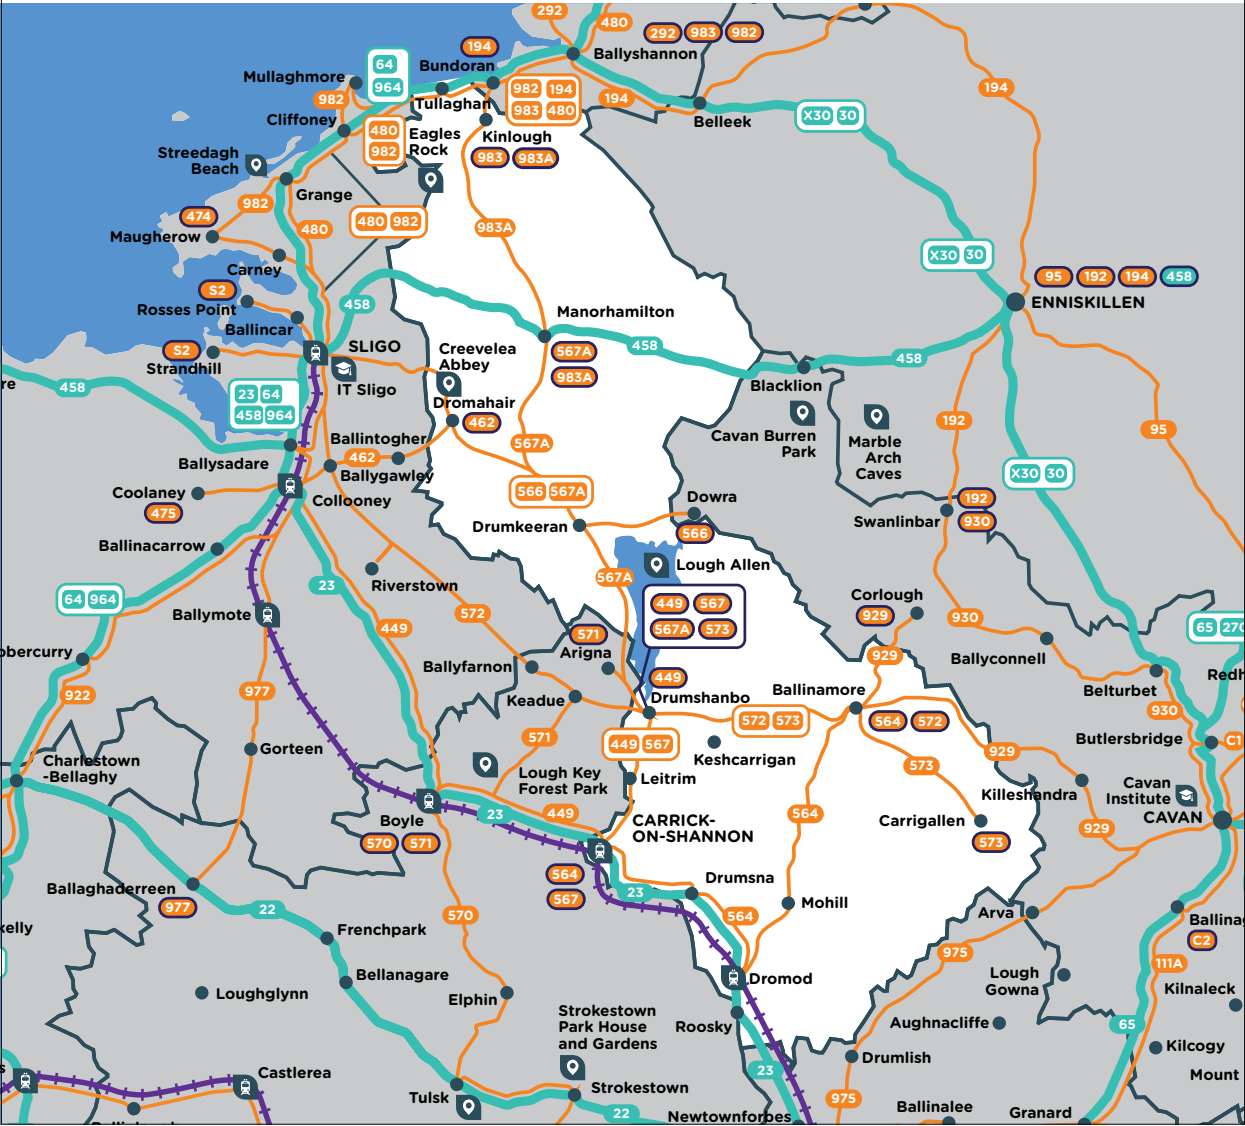 292
480
292 983 982
194
Ballyshannon
64
964
Bundoran
Mullaghmore
194
982
Tullaghan
982 194
983 480
194
Belleek
X30 30
Cliffoney
480
982
Eagles
Rock
Kinlough
983 983A
Streedagh
Beach
Grange
982
474
480 982
480
983A
Maugherow
Carney
X30 30
95 192 194 458
ENNISKILLEN
S2
Rosses Point
458
Manorhamilton
Ballincar
S2
Strandhill
SLIGO
Creevelea
Abbey
567A
983A
458
458
Blacklion
re
458
IT Sligo
23 64
458 964
Dromahair
462
192
95
Cavan Burren
Park
Marble
Arch
Caves
Ballintogher
567A
462
Ballysadare
Ballygawley
X30 30
Coolaney
475
Collooney
566 567A
Dowra
192
Swanlinbar
930
Drumkeeran
566
Ballinacarrow
Lough Allen
567A
23
64 964
Riverstown
449 567
567A 573
Corlough
929
930
Ballymote
572
449
571
Arigna
929
Ballyconnell
65 270
obercurry
Ballyfarnon
449
Drumshanbo
Ballinamore
Belturbet
Redh
922
977
Keadue
930
572 573
564 572
Butlersbridge
C1
571
449 567
929
Gorteen
Keshcarrigan
573
Charlestown
-Bellaghy
Lough Key
Forest Park
Leitrim
Killeshandra
Cavan
Institute
CAVAN
449
23
564
Boyle
570 571
CARRICK-
ON-SHANNON
Carrigallen
573
929
564
567
23
Drumsna
Ballaghaderreen
977
22
570
564
Mohill
Arva
Ballina
C2
kelly
Frenchpark
975
111A
Bellanagare
Dromod
Lough
Gowna
Kilnaleck
Loughglynn
Elphin
Strokestown
Park House
and Gardens
Roosky
Aughnacliffe
65
Kilcogy
Drumlish
s
Castlerea
23
Mount
Tulsk
Strokestown
22
Newtownforbes
975
Ballinalee
Granard